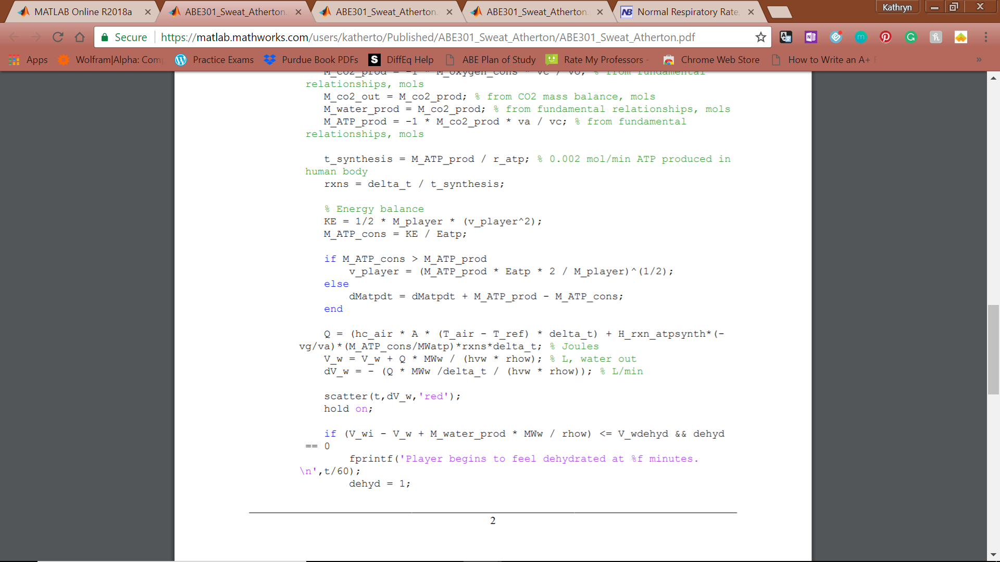 MATLAB Online R2018a
ABE301_Sweat_Atherton.
ABE301_Sweat_Atherton.
ABE301_Sweat_Atherton.
Normal Respiratory Rate,
Kathryn
Secure
https://matlab.mathworks.com/users/katherto/Published/ABE301_Sweat_Atherton/ABE301_Sweat_Atherton.pdf
Apps
Wolfram|Alpha: Com
Practice Exams
Purdue Book PDFs
DiffEq Help
ABE Plan of Study
Rate My Professors -
Chrome Web Store
How to Write an A+
»
M_co2_prod = -1 * M_oxygen_cons * vc / vo; % from fundamental
relationships, mols
M_co2_out = M_co2_prod; % from CO2 mass balance, mols
M_water_prod = M_co2_prod; % from fundamental relationships, mols
M_ATP_prod = -1 * M_co2_prod * va / vc; % from fundamental
relationships, mols
t_synthesis = M_ATP_prod / r_atp; % 0.002 mol/min ATP produced in
human body
rxns = delta_t / t_synthesis;
% Energy balance
KE = 1/2 * M_player * (v_player^2);
M_ATP_cons = KE / Eatp;
if M_ATP_cons > M_ATP_prod
v_player = (M_ATP_prod * Eatp * 2 / M_player)^(1/2);
else
dMatpdt = dMatpdt + M_ATP_prod - M_ATP_cons;
end
Q = (hc_air * A * (T_air - T_ref) * delta_t) + H_rxn_atpsynth*(-
vg/va)*(M_ATP_cons/MWatp)*rxns*delta_t; % Joules
V_w = V_w + Q * MWw / (hvw * rhow); % L, water out
dV_w = - (Q * MWw /delta_t / (hvw * rhow)); % L/min
scatter(t,dV_w,'red');
hold on;
if (V_wi - V_w + M_water_prod * MWw / rhow) <= V_wdehyd && dehyd
== 0
fprintf('Player begins to feel dehydrated at %f minutes.
\n',t/60);
dehyd = 1;
2